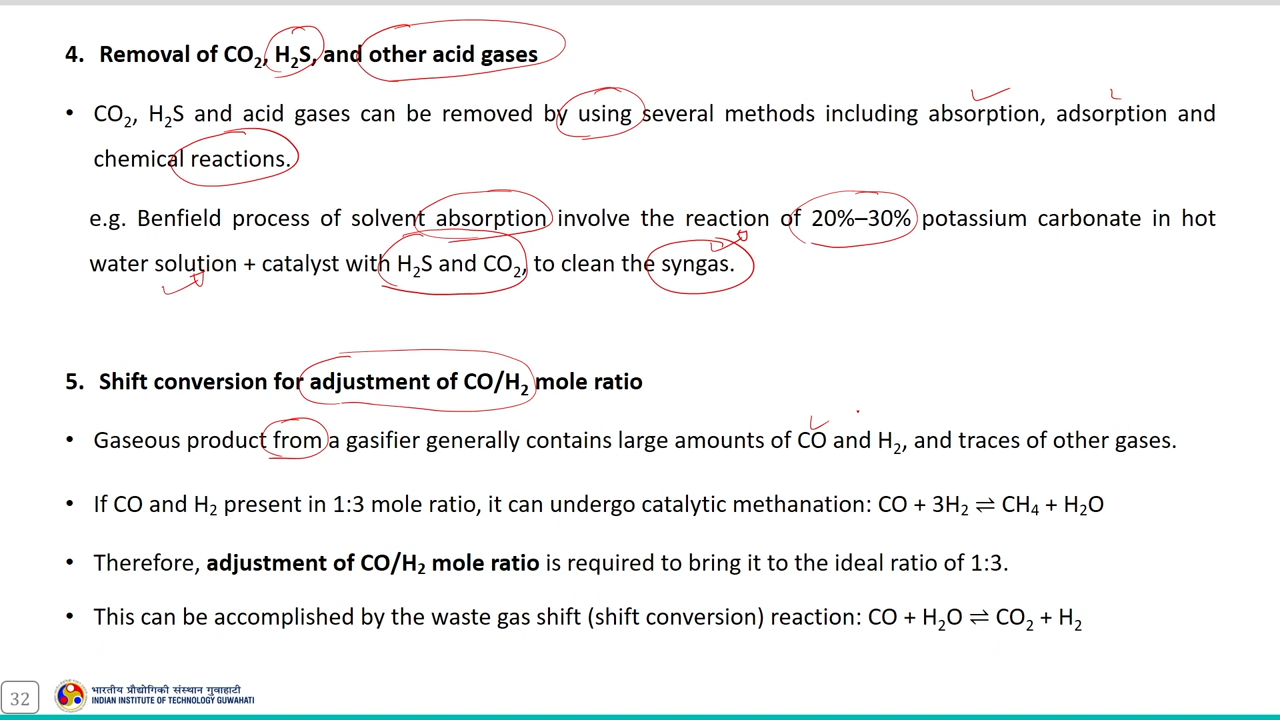 4. Removal of CO₂, H₂S, and other acid gases
• CO₂, H₂S and acid gases can be removed by using several methods including absorption, adsorption and
chemical reactions.
e.g. Benfield process of solvent absorption involve the reaction of 20%–30% potassium carbonate in hot
water solution + catalyst with H₂S and CO₂, to clean the syngas.
5. Shift conversion for adjustment of CO/H₂ mole ratio
• Gaseous product from a gasifier generally contains large amounts of CO and H₂, and traces of other gases.
• If CO and H₂ present in 1:3 mole ratio, it can undergo catalytic methanation: CO + 3H₂ ⇌ CH₄ + H₂O
• Therefore, adjustment of CO/H₂ mole ratio is required to bring it to the ideal ratio of 1:3.
• This can be accomplished by the waste gas shift (shift conversion) reaction: CO + H₂O ⇌ CO₂ + H₂
32
भारतीय प्रौद्योगिकी संस्थान गुवाहाटी
INDIAN INSTITUTE OF TECHNOLOGY GUWAHATI